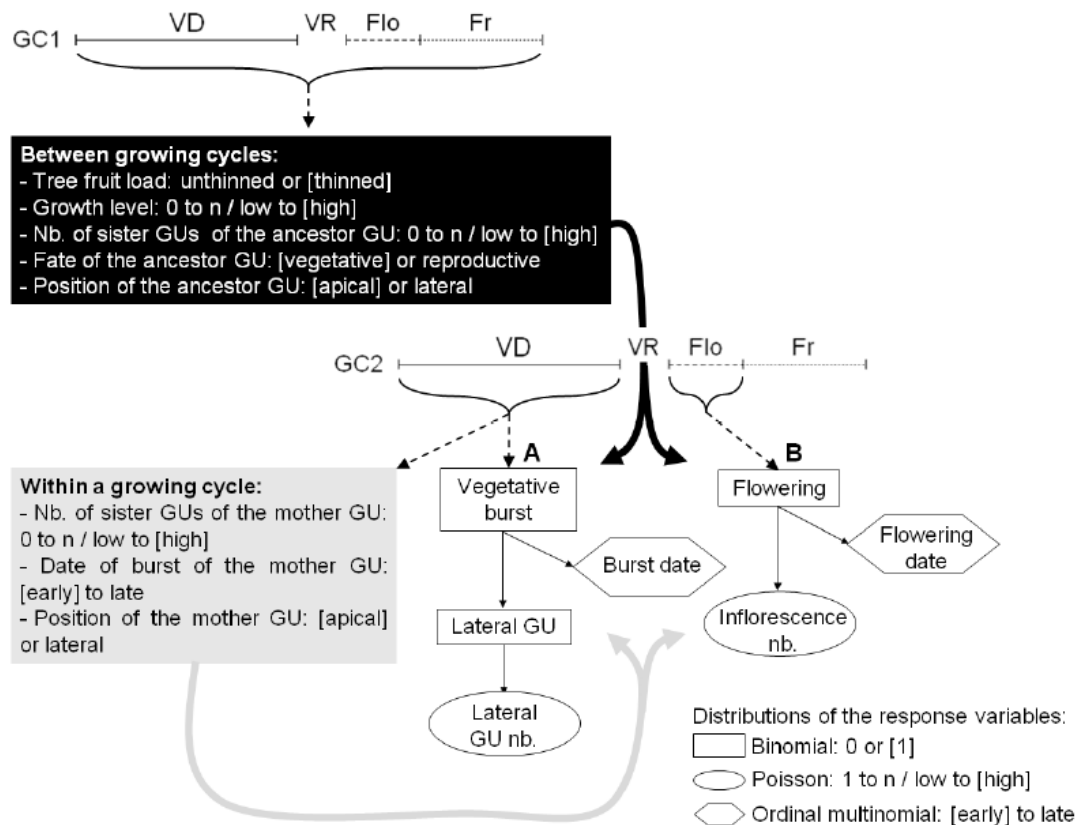 VD VR Flo Fr
GC1
Between growing cycles:
- Tree fruit load: unthinned or [thinned]
- Growth level: 0 to n / low to [high]
- Nb. of sister GUs of the ancestor GU: 0 to n / low to [high]
- Fate of the ancestor GU: [vegetative] or reproductive
- Position of the ancestor GU: [apical] or lateral
VD VR Flo Fr
GC2
Within a growing cycle:
- Nb. of sister GUs of the mother GU:
0 to n / low to [high]
- Date of burst of the mother GU:
[early] to late
- Position of the mother GU: [apical]
or lateral
A
Vegetative
burst
Burst date
Lateral GU
Lateral
GU nb.
B
Flowering
Flowering
date
Inflorescence
nb.
Distributions of the response variables:
Binomial: 0 or [1]
Poisson: 1 to n / low to [high]
Ordinal multinomial: [early] to late